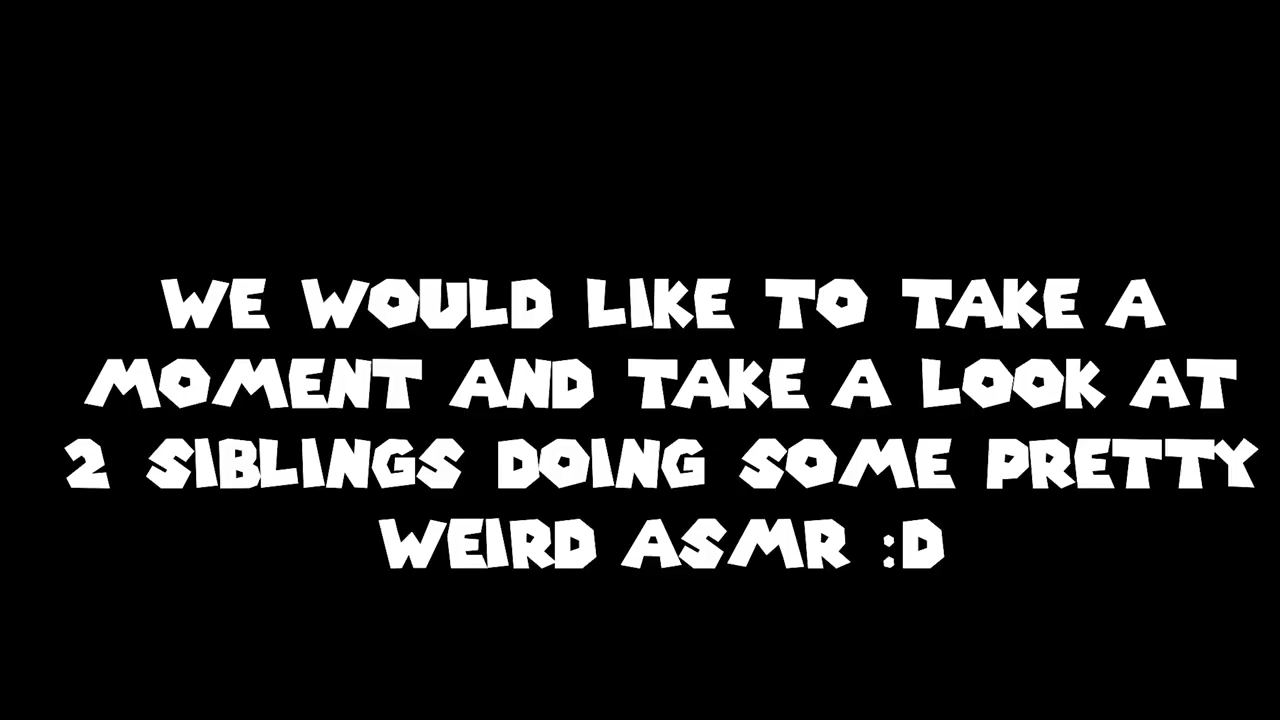 WE WOULD LIKE TO TAKE A
MOMENT AND TAKE A LOOK AT
2 SIBLINGS DOING SOME PRETTY
WEIRD ASMR :D